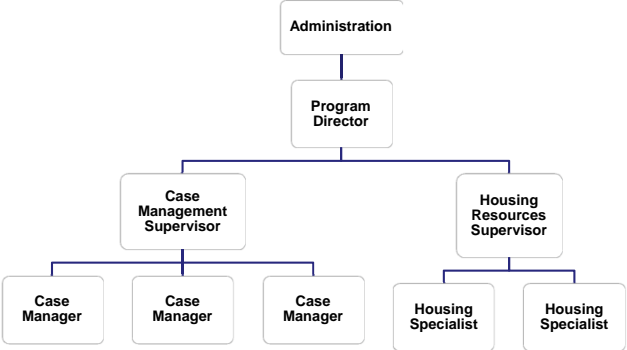 Administration
Program
Director
Case
Management
Supervisor
Housing
Resources
Supervisor
Case
Manager
Case
Manager
Case
Manager
Housing
Specialist
Housing
Specialist